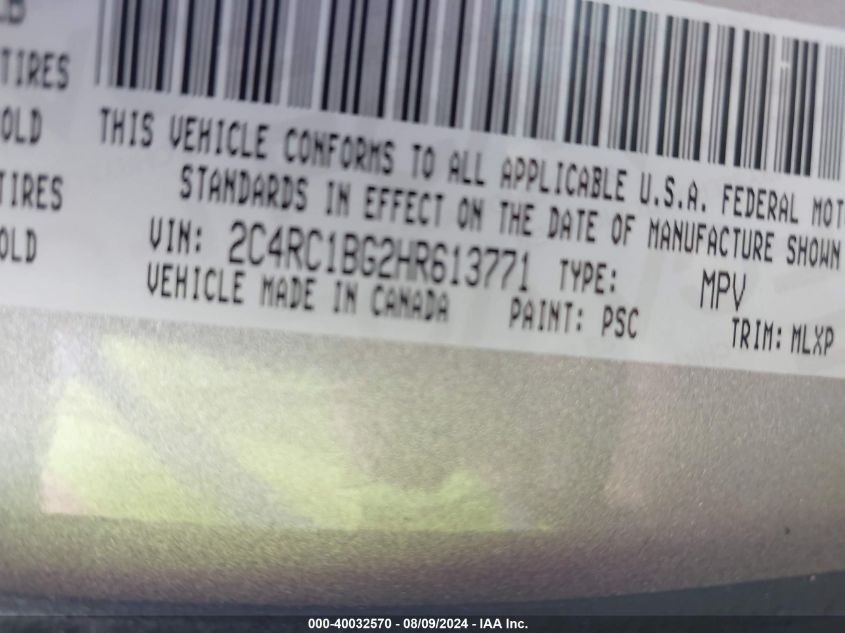 TIRES
OLD
TIRES
OLD
THIS VEHICLE CONFORMS TO ALL APPLICABLE U.S.A. FEDERAL MOT
STANDARDS IN EFFECT ON THE DATE OF MANUFACTURE SHOWN
VIN: 2C4RC1BG2HR613771 TYPE: MPV
VEHICLE MADE IN CANADA PAINT: PSC TRIM: MLXP
000-40032570 - 08/09/2024 - IAA Inc.